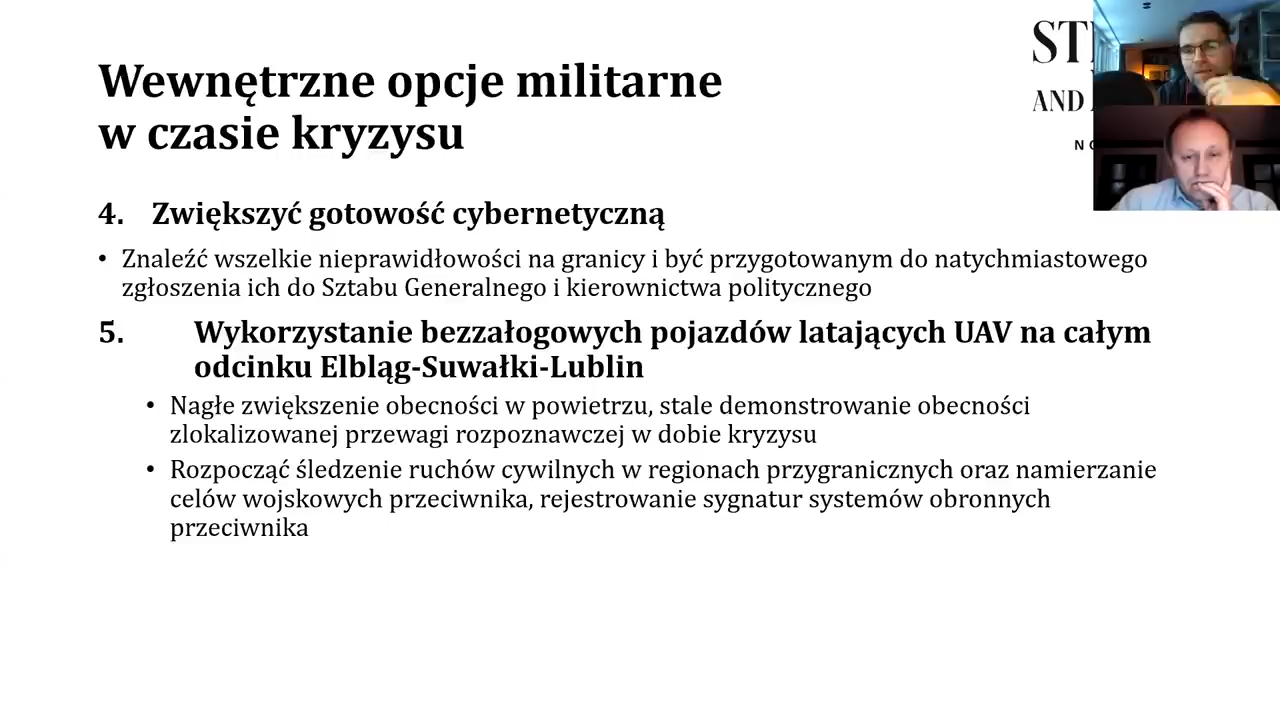 Wewnętrzne opcje militarne
w czasie kryzysu
4. Zwiększyć gotowość cybernetyczną
• Znaleźć wszelkie nieprawidłowości na granicy i być przygotowanym do natychmiastowego
zgłoszenia ich do Sztabu Generalnego i kierownictwa politycznego
5. Wykorzystanie bezzałogowych pojazdów latających UAV na całym
odcinku Elbląg-Suwałki-Lublin
• Nagłe zwiększenie obecności w powietrzu, stale demonstrowanie obecności
zlokalizowanej przewagi rozpoznawczej w dobie kryzysu
• Rozpocząć śledzenie ruchów cywilnych w regionach przygranicznych oraz namierzanie
celów wojskowych przeciwnika, rejestrowanie sygnatur systemów obronnych
przeciwnika
AND